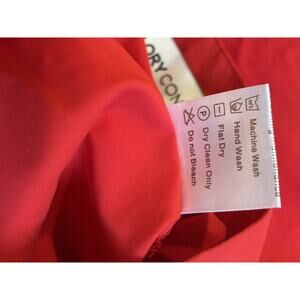 ORY CON
Machine Wash
Hand Wash
Flat Dry
Dry Clean Only
Do not Bleach